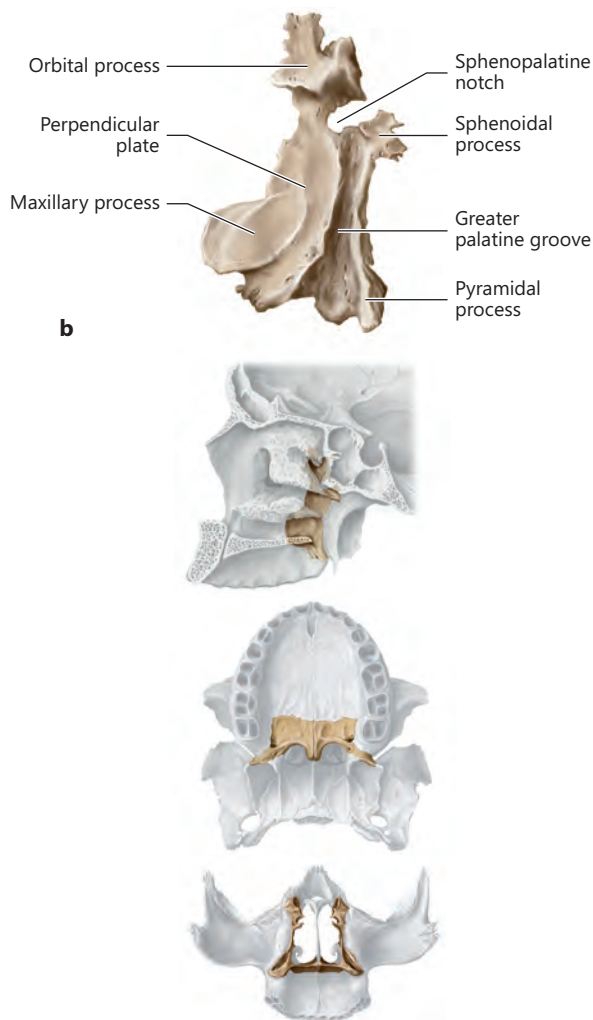 Orbital process
Perpendicular
plate
Maxillary process
Sphenopalatine
notch
Sphenoidal
process
Greater
palatine groove
Pyramidal
process
b